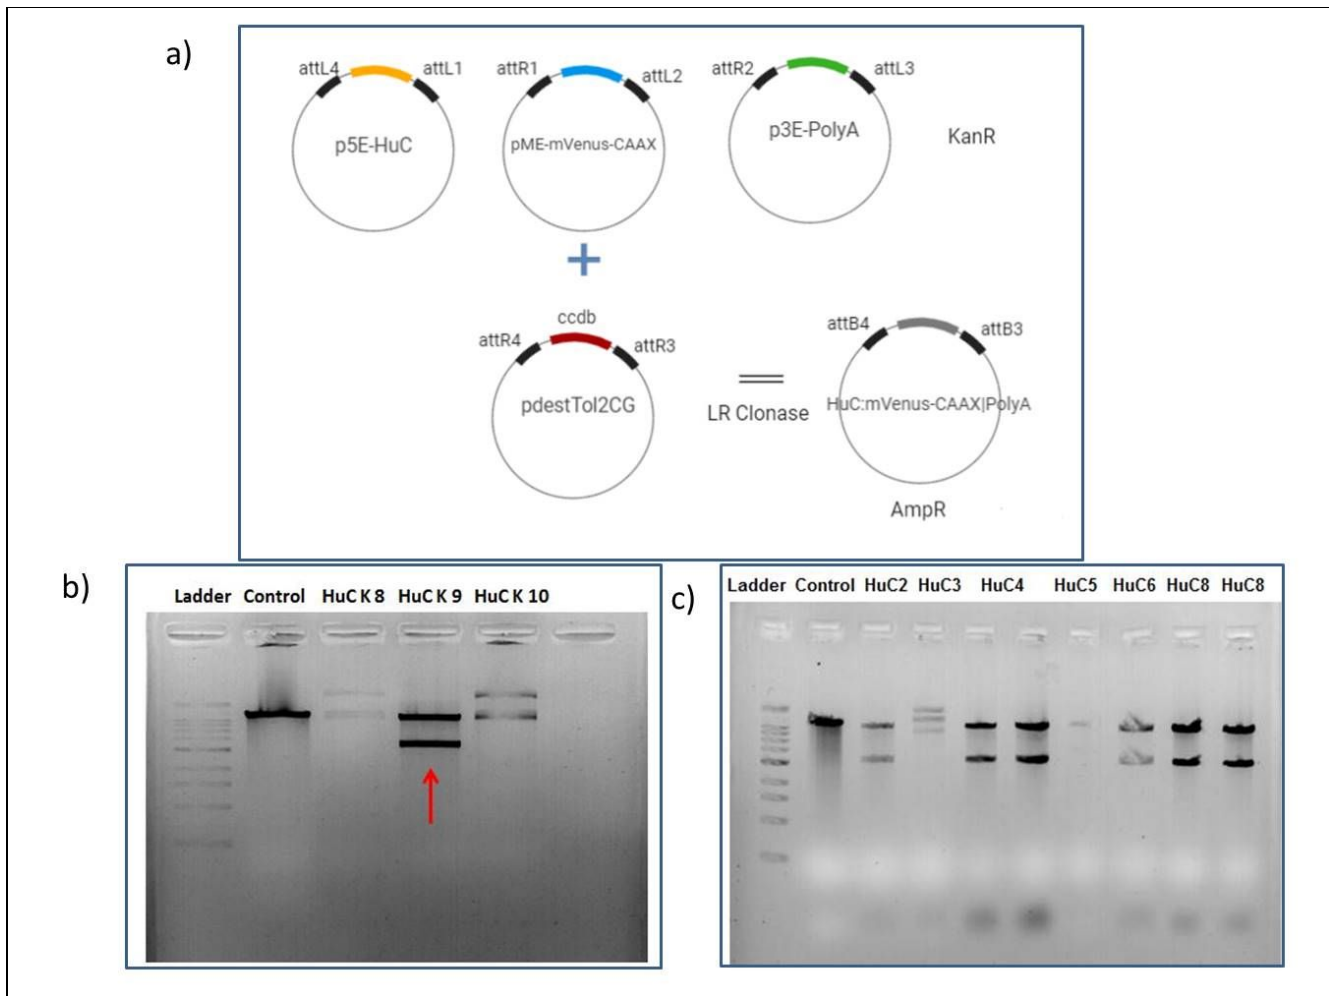 a)
attL4
attL1
attR1
attL2
attR2
attL3
p5E-HuC
pME-mVenus-CAAX
p3E-PolyA
KanR
+
ccdb
attR4
attR3
attB4
attB3
pdestTol2CG
LR Clonase
HuC:mVenus-CAAX|PolyA
AmpR
b)
Ladder Control HuC K 8 HuC K 9 HuC K 10
c)
Ladder Control HuC2 HuC3 HuC4 HuC5 HuC6 HuC8 HuC8